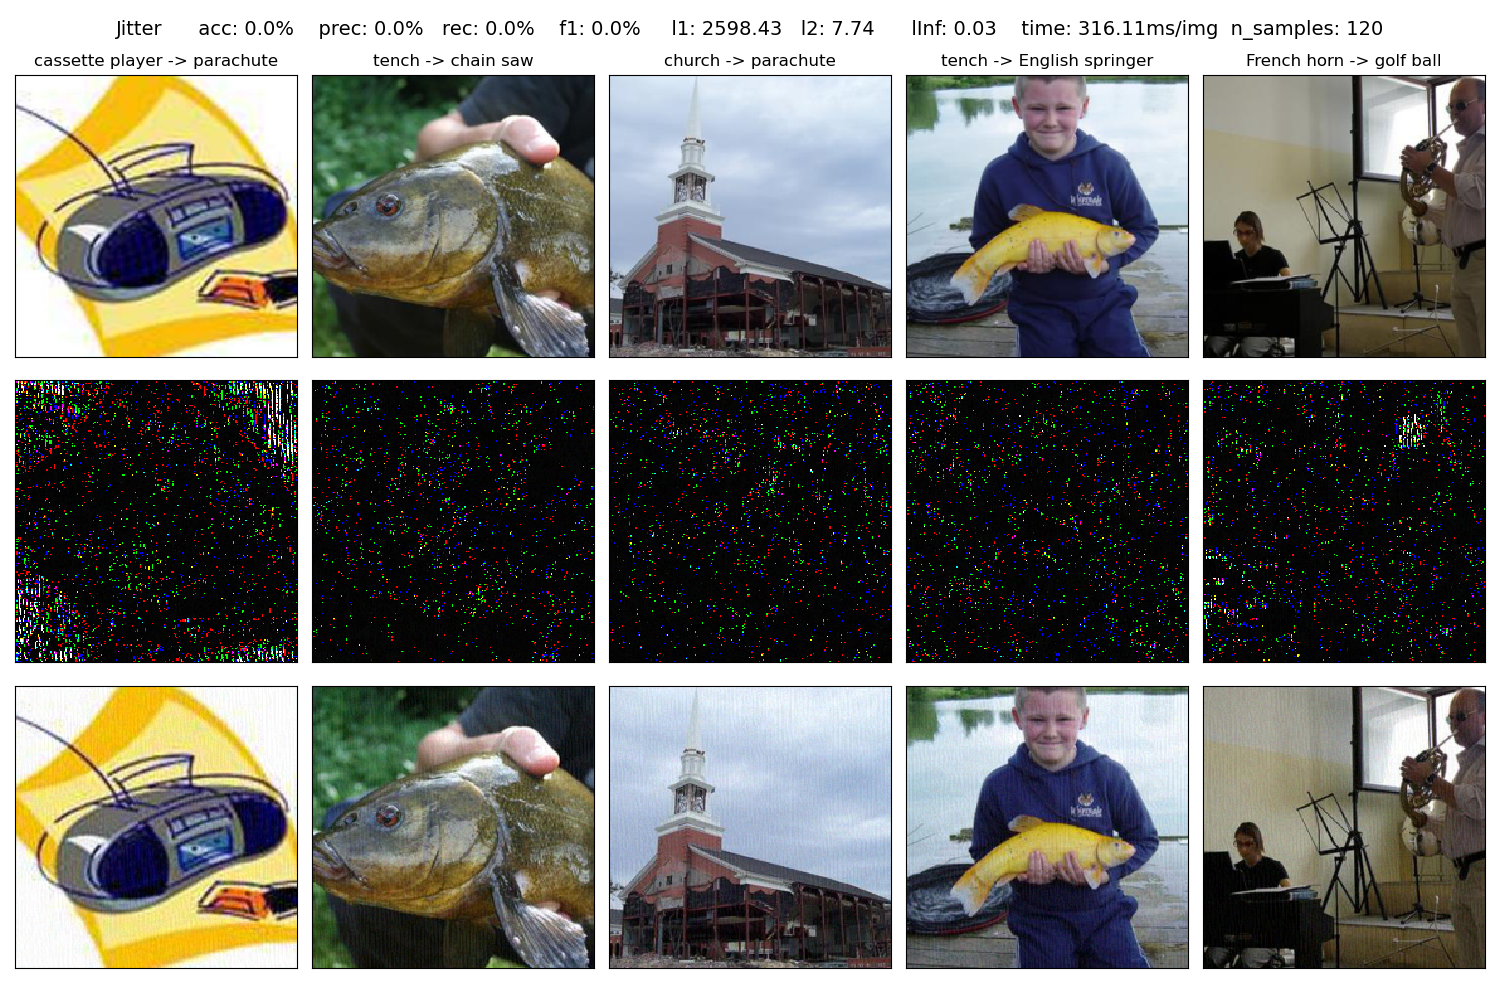 Jitter acc: 0.0% prec: 0.0% rec: 0.0% f1: 0.0% l1: 2598.43 l2: 7.74 lInf: 0.03 time: 316.11ms/img n_samples: 120
cassette player -> parachute
tench -> chain saw
church -> parachute
tench -> English springer
French horn -> golf ball